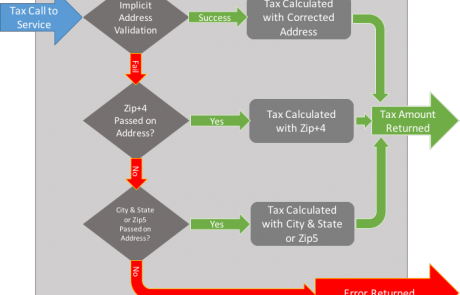 Tax Call to
Service
Implicit
Address
Validation
Success
Tax Calculated
with Corrected
Address
Fail
Zip+4
Passed on
Address?
Yes
Tax Calculated
with Zip+4
Tax Amount
Returned
No
City & State
or Zip5
Passed on
Address?
Yes
Tax Calculated
with City & State
or Zip5
No
Error Returned